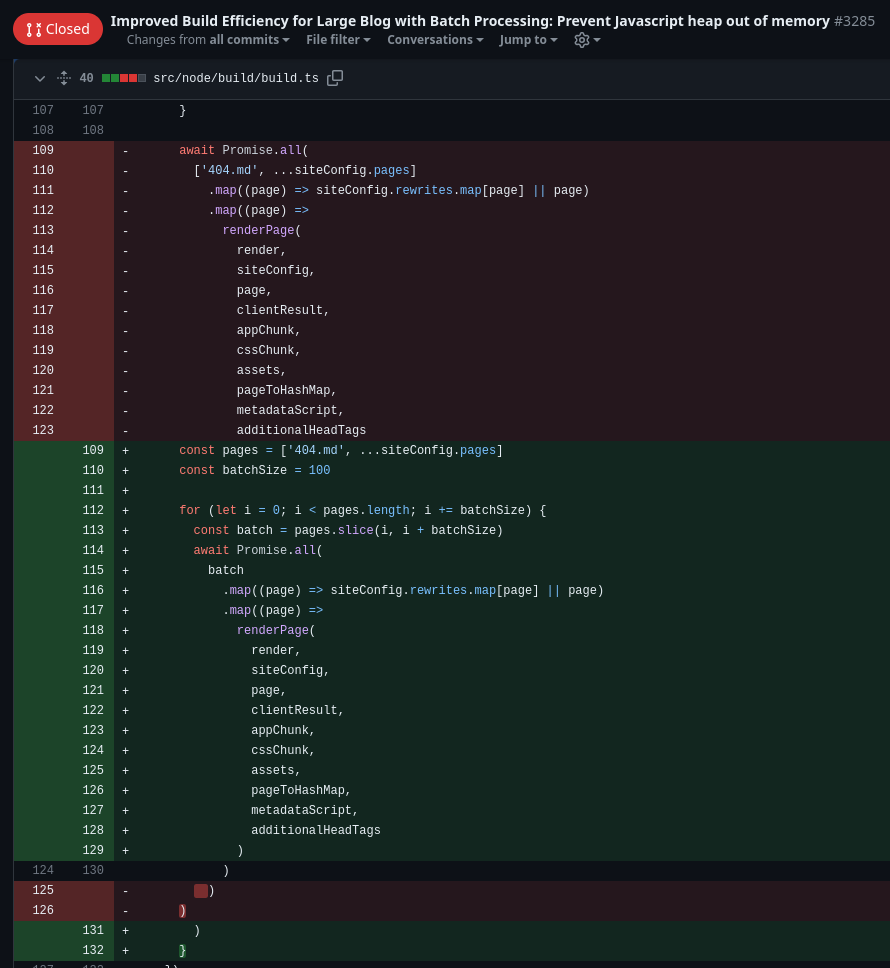 Closed
Improved Build Efficiency for Large Blog with Batch Processing: Prevent Javascript heap out of memory #3285
Changes from all commits File filter Conversations Jump to
40 src/node/build/build.ts
107 107 }
108 108
109 - await Promise.all(
110 - ['404.md', ...siteConfig.pages]
111 - .map((page) => siteConfig.rewrites.map[page] || page)
112 - .map((page) =>
113 - renderPage(
114 - render,
115 - siteConfig,
116 - page,
117 - clientResult,
118 - appChunk,
119 - cssChunk,
120 - assets,
121 - pageToHashMap,
122 - metadataScript,
123 - additionalHeadTags
109 + const pages = ['404.md', ...siteConfig.pages]
110 + const batchSize = 100
111 +
112 + for (let i = 0; i < pages.length; i += batchSize) {
113 + const batch = pages.slice(i, i + batchSize)
114 + await Promise.all(
115 + batch
116 + .map((page) => siteConfig.rewrites.map[page] || page)
117 + .map((page) =>
118 + renderPage(
119 + render,
120 + siteConfig,
121 + page,
122 + clientResult,
123 + appChunk,
124 + cssChunk,
125 + assets,
126 + pageToHashMap,
127 + metadataScript,
128 + additionalHeadTags
129 + )
124 130 )
125 - )
126 - )
131 + )
132 + }